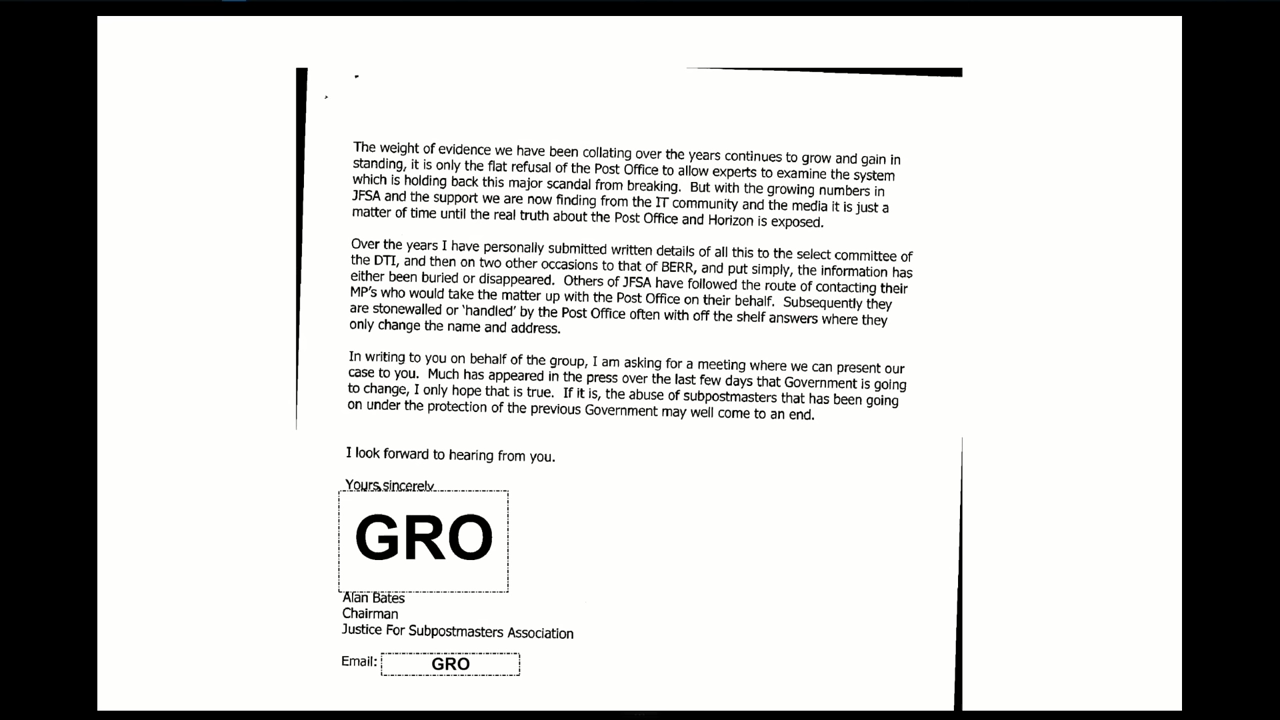 The weight of evidence we have been collating over the years continues to grow and gain in
standing, it is only the flat refusal of the Post Office to allow experts to examine the system
which is holding back this major scandal from breaking.  But with the growing numbers in
JFSA and the support we are now finding from the IT community and the media it is just a
matter of time until the real truth about the Post Office and Horizon is exposed.
Over the years I have personally submitted written details of all this to the select committee of
the DTI, and then on two other occasions to that of BERR, and put simply, the information has
either been buried or disappeared.  Others of JFSA have followed the route of contacting their
MP's who would take the matter up with the Post Office on their behalf.  Subsequently they
are stonewalled or 'handled' by the Post Office often with off the shelf answers where they
only change the name and address.
In writing to you on behalf of the group, I am asking for a meeting where we can present our
case to you.  Much has appeared in the press over the last few days that Government is going
to change, I only hope that is true.  If it is, the abuse of subpostmasters that has been going
on under the protection of the previous Government may well come to an end.
I look forward to hearing from you.
Yours sincerely
GRO
Alan Bates
Chairman
Justice For Subpostmasters Association
Email: GRO